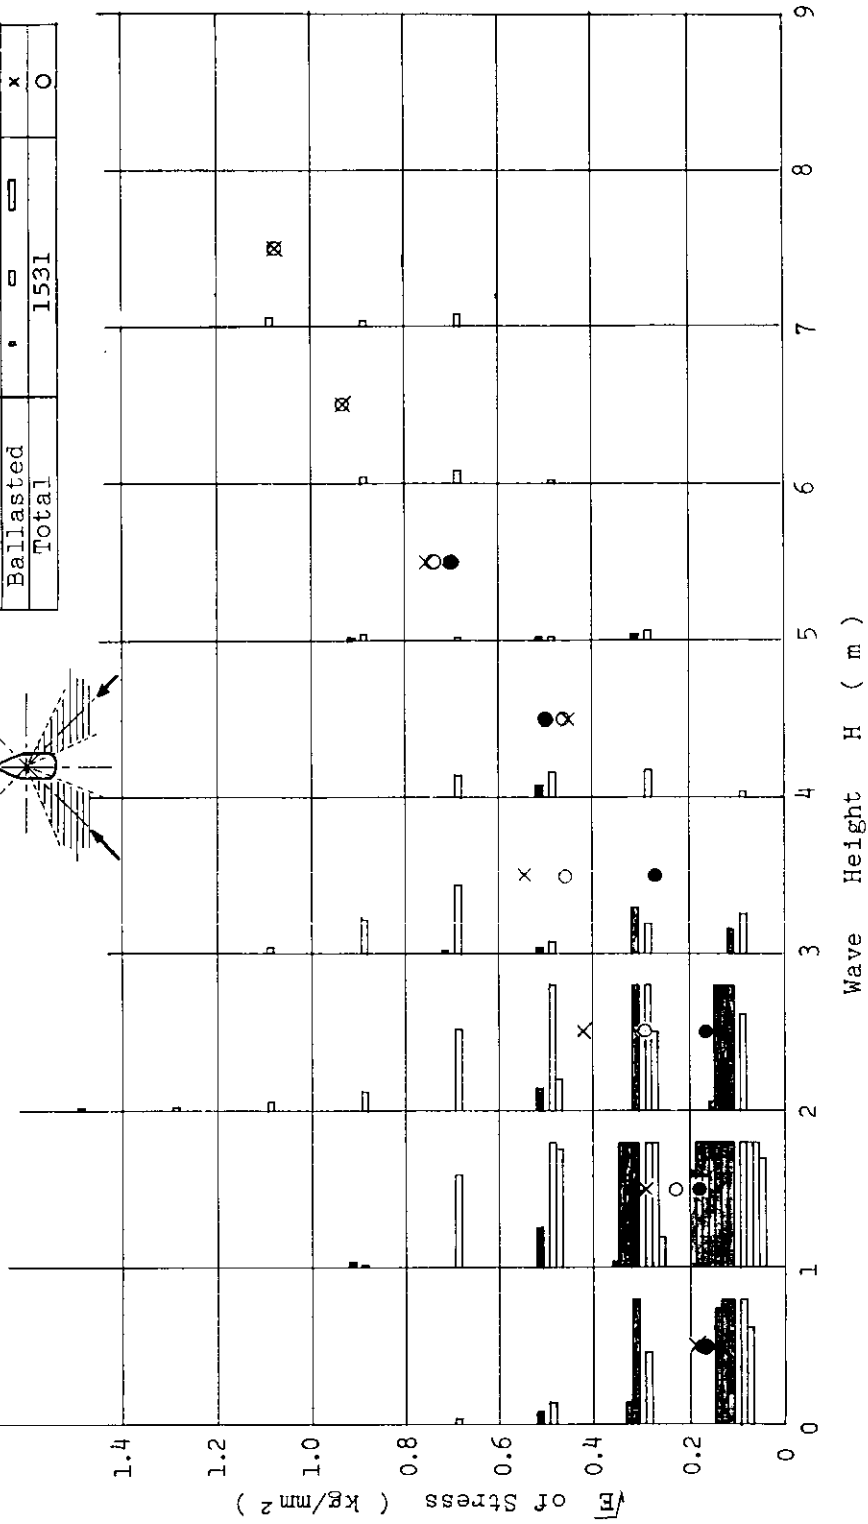 Ballasted ×
Total 1531 ○
√E of Stress ( kg/mm² )
1.4
1.2
1.0
0.8
0.6
0.4
0.2
0
0 1 2 3 4 5 6 7 8 9
Wave Height H ( m )